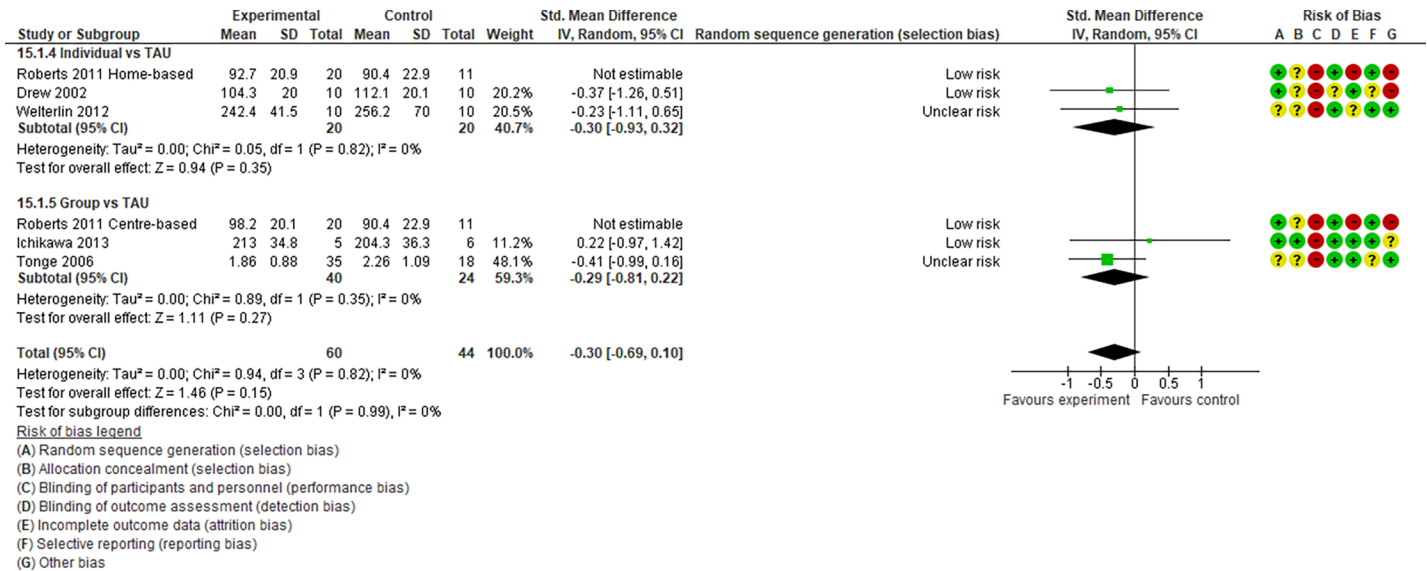 Experimental Control Std. Mean Difference Std. Mean Difference Risk of Bias
Study or Subgroup Mean SD Total Mean SD Total Weight IV, Random, 95% CI Random sequence generation (selection bias) IV, Random, 95% CI A B C D E F G
15.1.4 Individual vs TAU
Roberts 2011 Home-based 92.7 20.9 20 90.4 22.9 11 Not estimable Low risk + ? - + - + -
Drew 2002 104.3 20 10 112.1 20.1 10 20.2% -0.37 [-1.26, 0.51] Low risk + + - ? + ? -
Welterlin 2012 242.4 41.5 10 256.2 70 10 20.5% -0.23 [-1.11, 0.65] Unclear risk ? ? - + ? + +
Subtotal (95% CI) 20 20 40.7% -0.30 [-0.93, 0.32]
Heterogeneity: Tau² = 0.00; Chi² = 0.05, df = 1 (P = 0.82); I² = 0%
Test for overall effect: Z = 0.94 (P = 0.35)
15.1.5 Group vs TAU
Roberts 2011 Centre-based 98.2 20.1 20 90.4 22.9 11 Not estimable Low risk + ? - + - + -
Ichikawa 2013 213 34.8 5 204.3 36.3 6 11.2% 0.22 [-0.97, 1.42] Low risk + + - + + + ?
Tonge 2006 1.86 0.88 35 2.26 1.09 18 48.1% -0.41 [-0.99, 0.16] Unclear risk ? ? - + + ? +
Subtotal (95% CI) 40 24 59.3% -0.29 [-0.81, 0.22]
Heterogeneity: Tau² = 0.00; Chi² = 0.89, df = 1 (P = 0.35); I² = 0%
Test for overall effect: Z = 1.11 (P = 0.27)
Total (95% CI) 60 44 100.0% -0.30 [-0.69, 0.10]
Heterogeneity: Tau² = 0.00; Chi² = 0.94, df = 3 (P = 0.82); I² = 0%
Test for overall effect: Z = 1.46 (P = 0.15)
Test for subgroup differences: Chi² = 0.00, df = 1 (P = 0.99), I² = 0%
-1 -0.5 0 0.5 1
Favours experiment Favours control
Risk of bias legend
(A) Random sequence generation (selection bias)
(B) Allocation concealment (selection bias)
(C) Blinding of participants and personnel (performance bias)
(D) Blinding of outcome assessment (detection bias)
(E) Incomplete outcome data (attrition bias)
(F) Selective reporting (reporting bias)
(G) Other bias